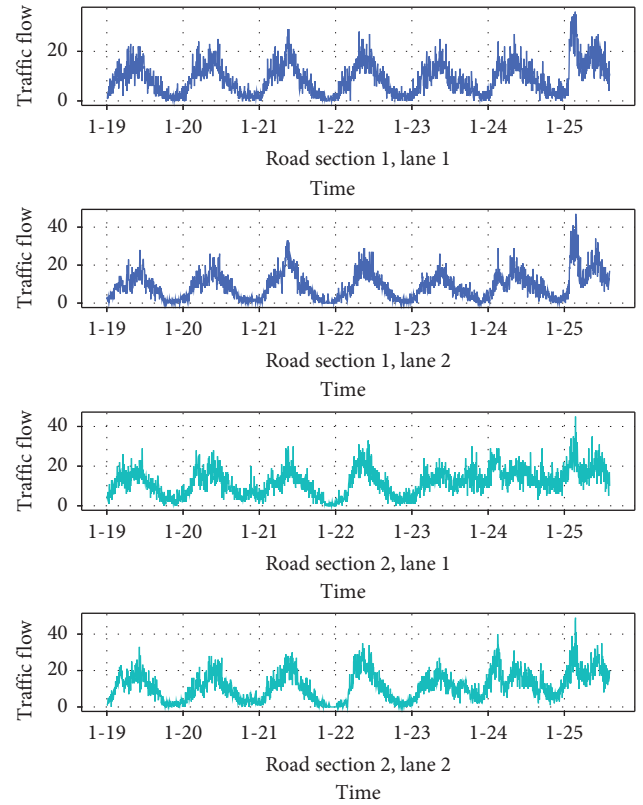 Traffic flow
20
0
1-19 1-20 1-21 1-22 1-23 1-24 1-25
Road section 1, lane 1
Time
Traffic flow
40
20
0
1-19 1-20 1-21 1-22 1-23 1-24 1-25
Road section 1, lane 2
Time
Traffic flow
40
20
0
1-19 1-20 1-21 1-22 1-23 1-24 1-25
Road section 2, lane 1
Time
Traffic flow
40
20
0
1-19 1-20 1-21 1-22 1-23 1-24 1-25
Road section 2, lane 2
Time